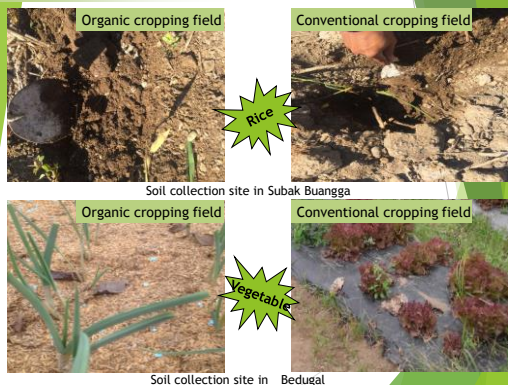 Organic cropping field
Conventional cropping field
Rice
Soil collection site in Subak Buangga
Organic cropping field
Conventional cropping field
Vegetable
Soil collection site in Bedugal